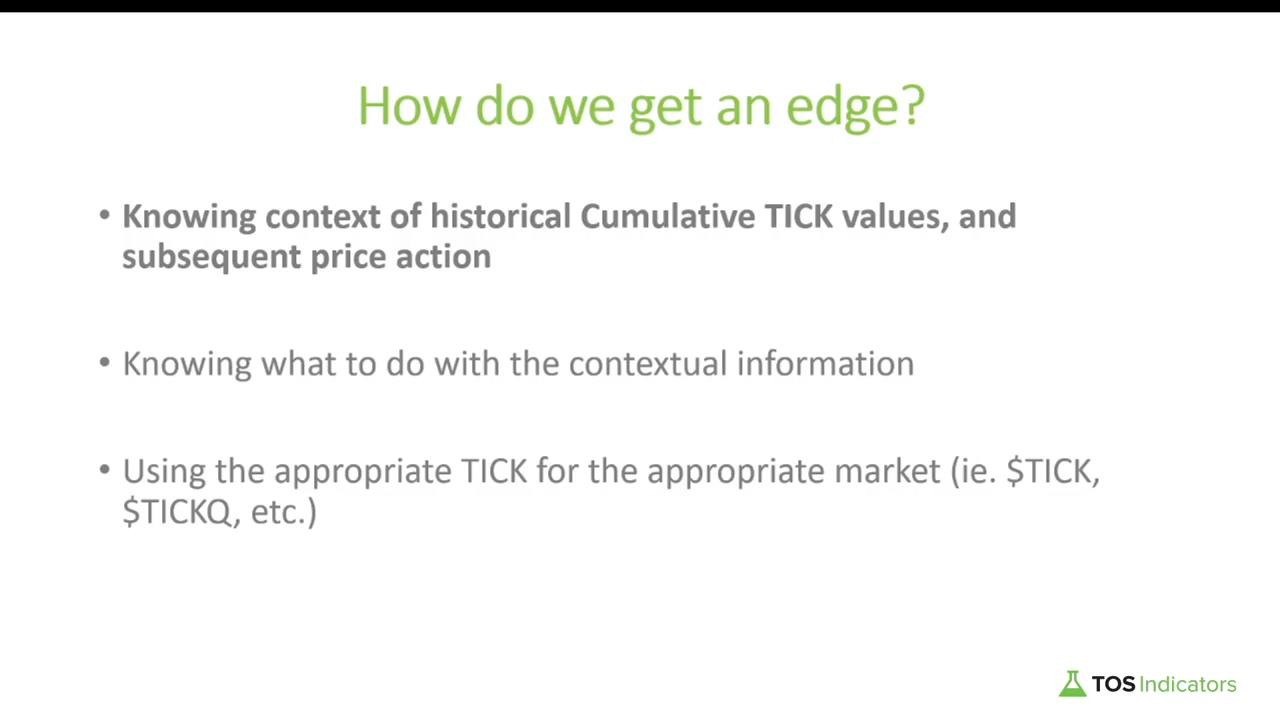 How do we get an edge?
• Knowing context of historical Cumulative TICK values, and
subsequent price action
• Knowing what to do with the contextual information
• Using the appropriate TICK for the appropriate market (ie. $TICK,
$TICKQ, etc.)
TOS Indicators